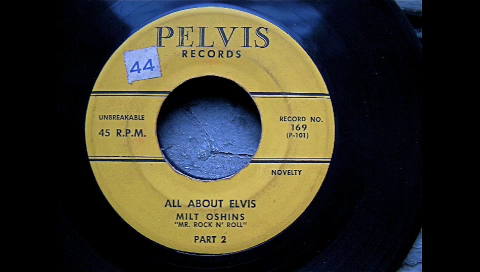 PELVIS
RECORDS
44
UNBREAKABLE
45 R.P.M.
RECORD NO.
169
(P-101)
NOVELTY
ALL ABOUT ELVIS
MILT OSHINS
"MR. ROCK N' ROLL"
PART 2